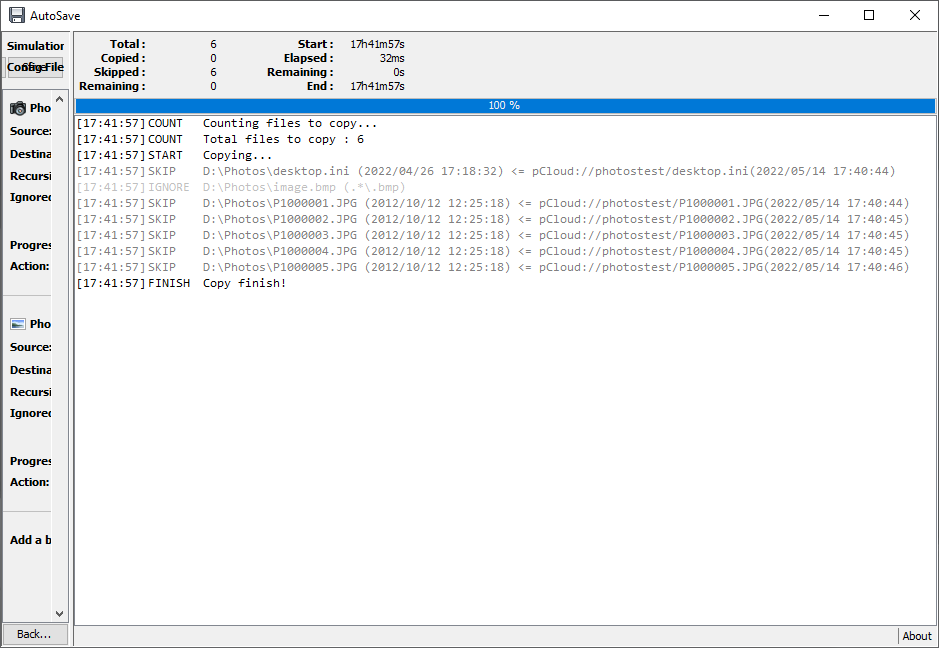 AutoSave
Simulation
Total : 6 Start : 17h41m57s
Copied : 0 Elapsed : 32ms
Skipped : 6 Remaining : 0s
Remaining : 0 End : 17h41m57s
File
100 %
Pho
Source:
Destina
Recursi
Ignored
Progres
Action:
Pho
Source:
Destina
Recursi
Ignored
Progres
Action:
Add a b
Back...
[17:41:57] COUNT Counting files to copy...
[17:41:57] COUNT Total files to copy : 6
[17:41:57] START Copying...
[17:41:57] SKIP D:\Photos\desktop.ini (2022/04/26 17:18:32) <= pCloud://photostest/desktop.ini(2022/05/14 17:40:44)
[17:41:57] IGNORE D:\Photos\image.bmp (.*\.bmp)
[17:41:57] SKIP D:\Photos\P1000001.JPG (2012/10/12 12:25:18) <= pCloud://photostest/P1000001.JPG(2022/05/14 17:40:44)
[17:41:57] SKIP D:\Photos\P1000002.JPG (2012/10/12 12:25:18) <= pCloud://photostest/P1000002.JPG(2022/05/14 17:40:45)
[17:41:57] SKIP D:\Photos\P1000003.JPG (2012/10/12 12:25:18) <= pCloud://photostest/P1000003.JPG(2022/05/14 17:40:45)
[17:41:57] SKIP D:\Photos\P1000004.JPG (2012/10/12 12:25:18) <= pCloud://photostest/P1000004.JPG(2022/05/14 17:40:45)
[17:41:57] SKIP D:\Photos\P1000005.JPG (2012/10/12 12:25:18) <= pCloud://photostest/P1000005.JPG(2022/05/14 17:40:46)
[17:41:57] FINISH Copy finish!
About